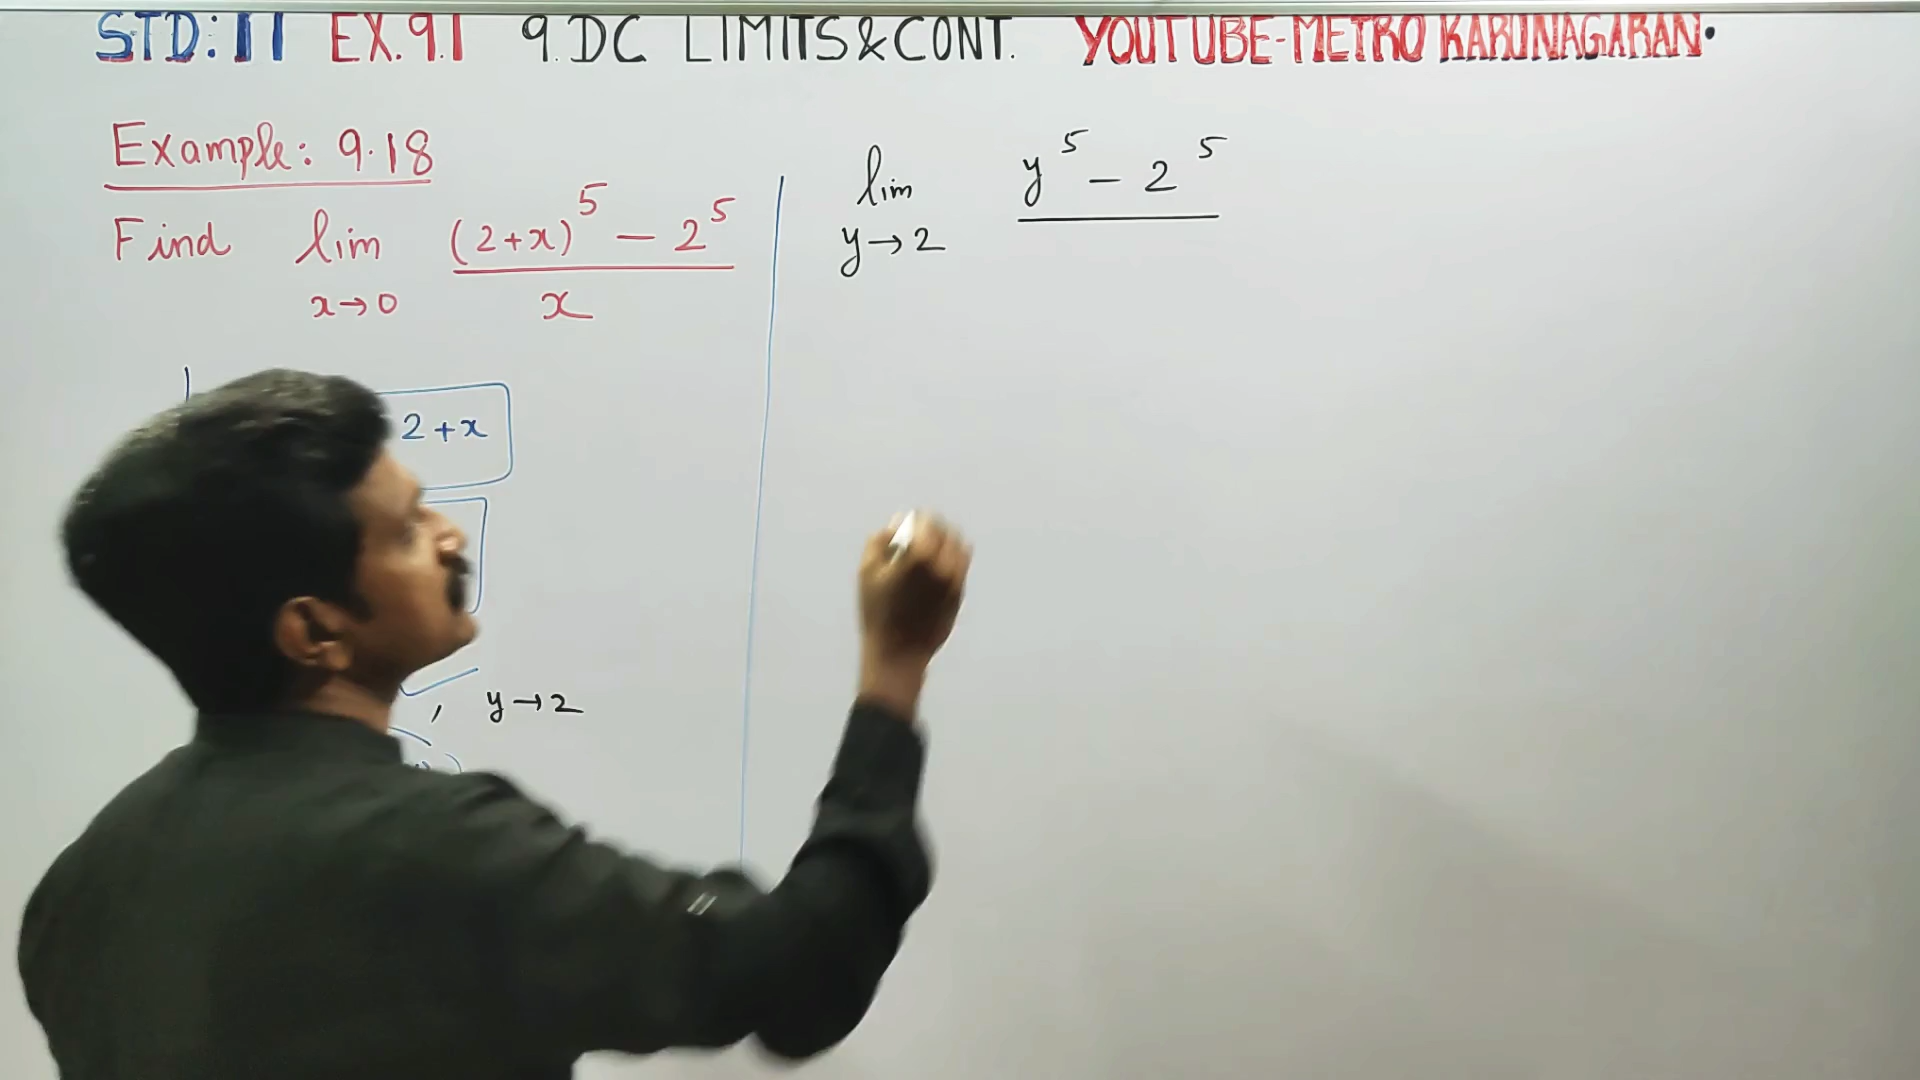 STD: 11 EX. 9.1 9. DC LIMITS & CONT. YOUTUBE-METRO KARUNAGARAN.
Example: 9.18
Find lim (2+x)^5 - 2^5
x→0 x
2+x
, y→2
lim y^5 - 2^5
y→2